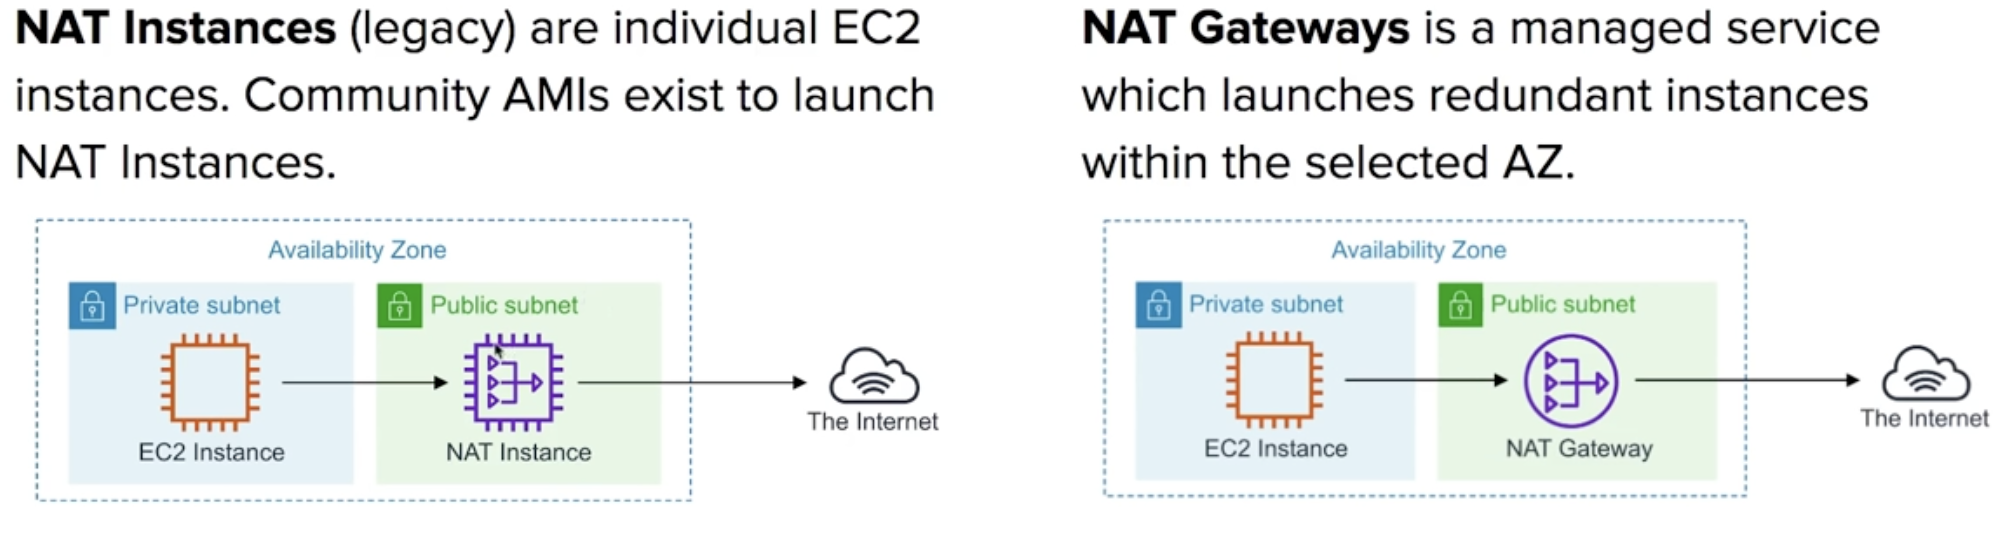 NAT Instances (legacy) are individual EC2
instances. Community AMIs exist to launch
NAT Instances.
Availability Zone
Private subnet
Public subnet
EC2 Instance
NAT Instance
The Internet
NAT Gateways is a managed service
which launches redundant instances
within the selected AZ.
Availability Zone
Private subnet
Public subnet
EC2 Instance
NAT Gateway
The Internet